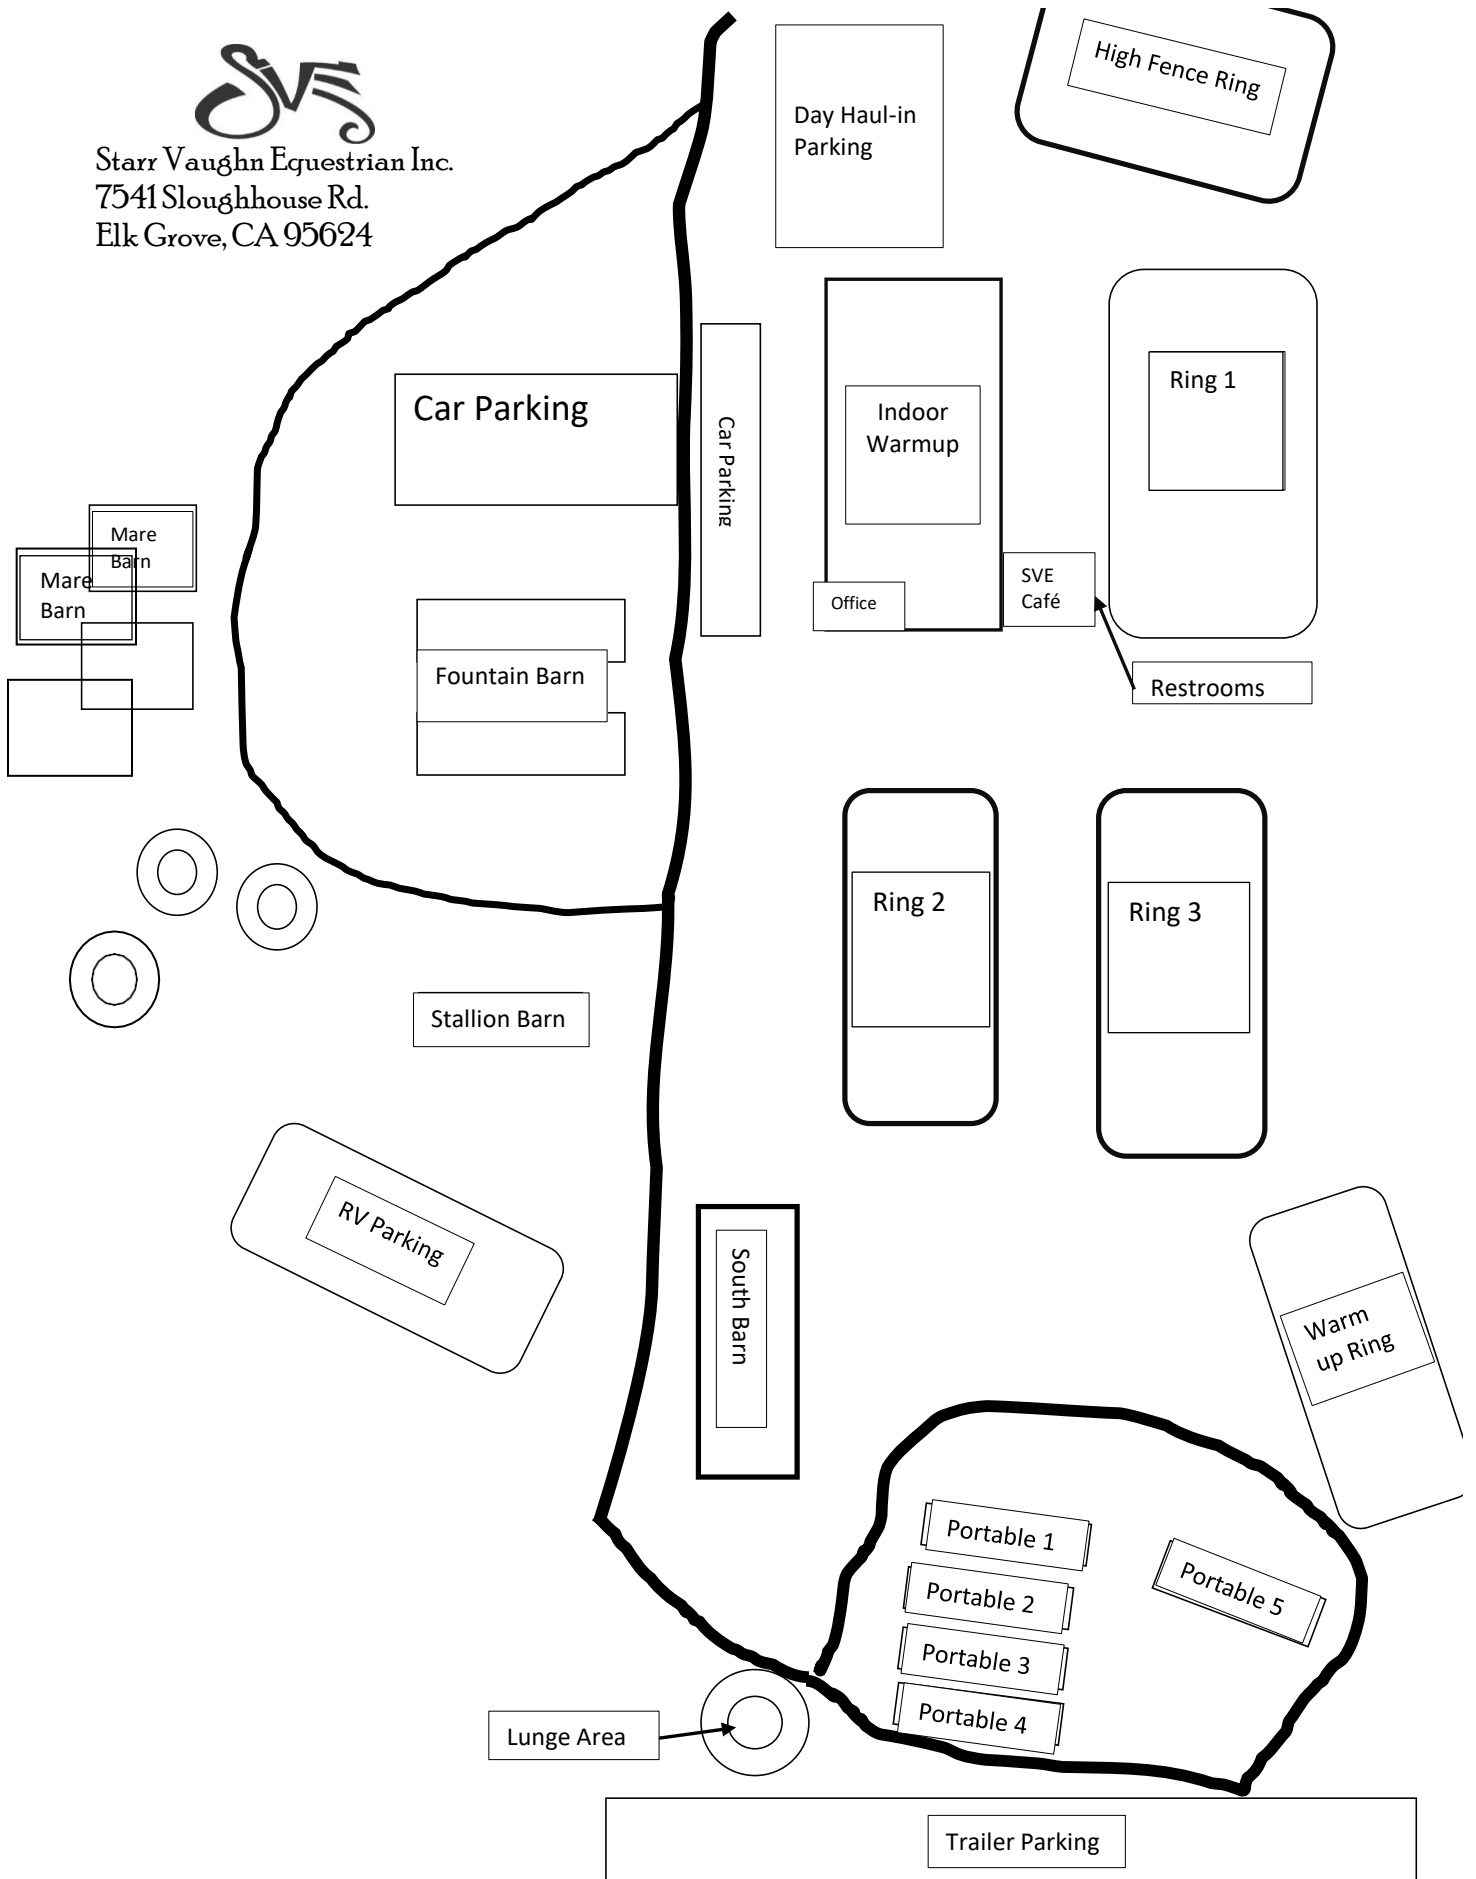 SVE
Starr Vaughn Equestrian Inc.
7541 Sloughhouse Rd.
Elk Grove, CA 95624
Day Haul-in
Parking
High Fence Ring
Car Parking
Car Parking
Indoor
Warmup
Ring 1
Mare
Barn
Mare
Barn
Office
SVE
Café
Restrooms
Fountain Barn
Ring 2
Ring 3
Stallion Barn
RV Parking
South Barn
Warm
up Ring
Portable 1
Portable 2
Portable 3
Portable 4
Portable 5
Lunge Area
Trailer Parking